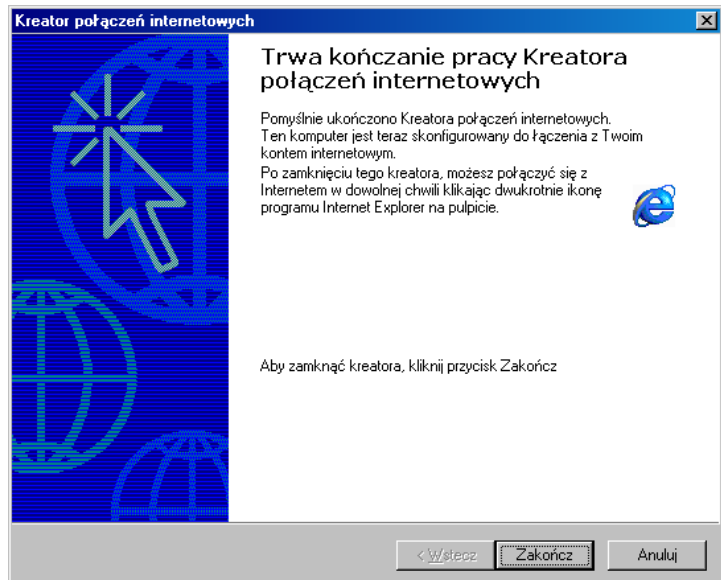 Kreator połączeń internetowych
Trwa kończanie pracy Kreatora
połączeń internetowych
Pomyślnie ukończono Kreatora połączeń internetowych.
Ten komputer jest teraz skonfigurowany do łączenia z Twoim
kontem internetowym.
Po zamknięciu tego kreatora, możesz połączyć się z
Internetem w dowolnej chwili klikając dwukrotnie ikonę
programu Internet Explorer na pulpicie.
Aby zamknąć kreatora, kliknij przycisk Zakończ
< Wstecz Zakończ Anuluj